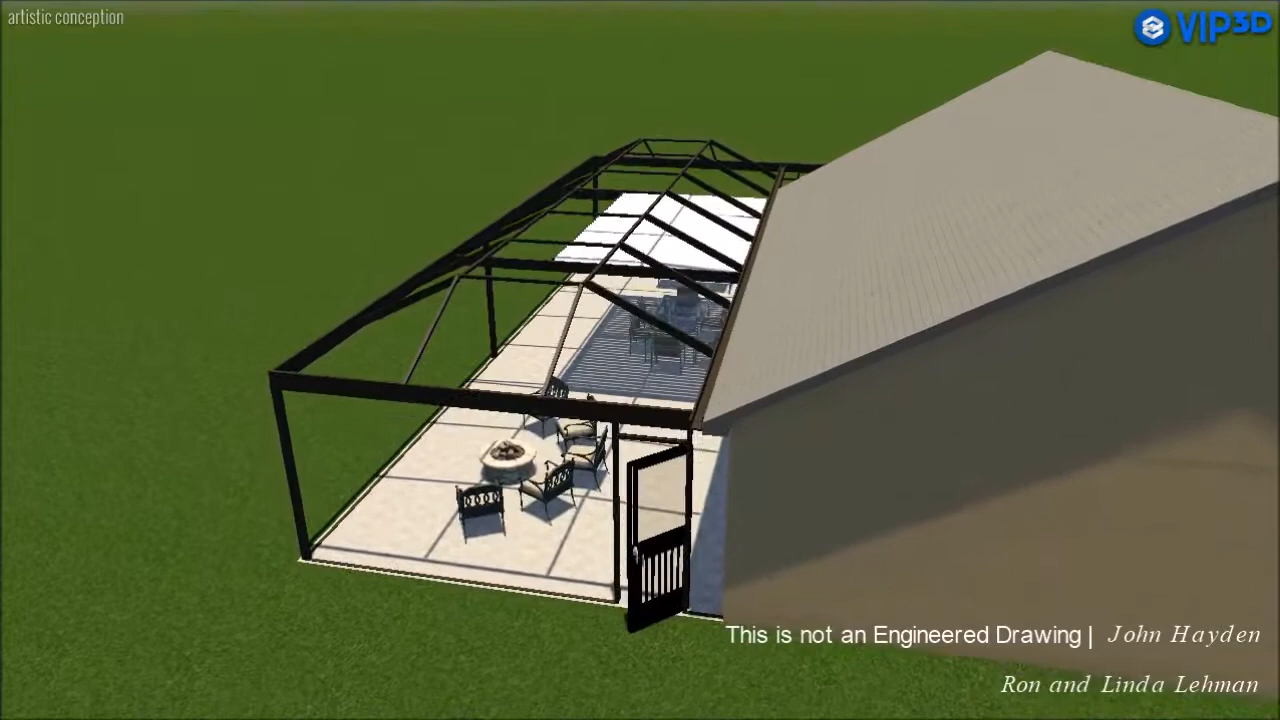 artistic conception
VIP3D
This is not an Engineered Drawing | John Hayden
Ron and Linda Lehman